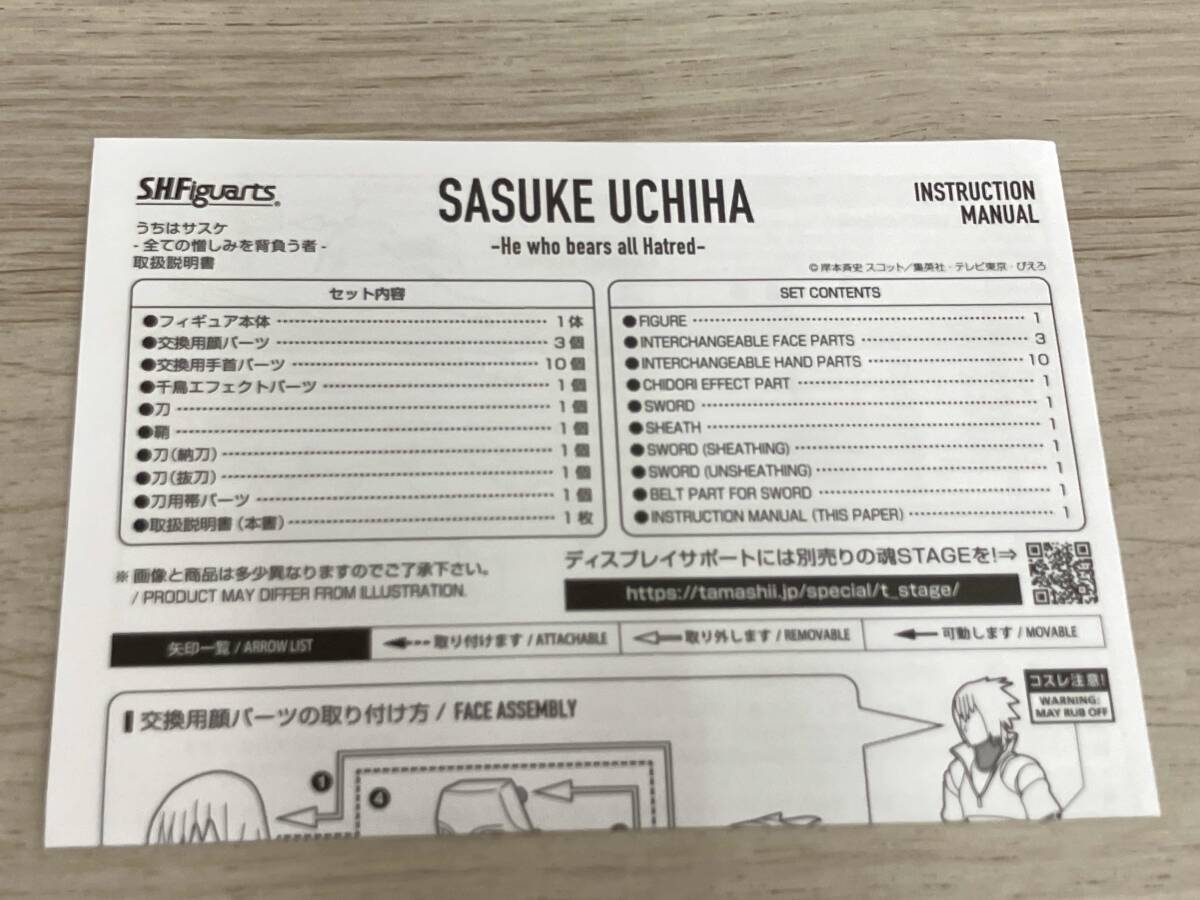 S.H.Figuarts®
うちはサスケ
- 全ての憎しみを背負う者 -
取扱説明書
SASUKE UCHIHA
-He who bears all Hatred-
INSTRUCTION
MANUAL
© 岸本斉史 スコット／集英社・テレビ東京・ぴえろ
セット内容
●フィギュア本体 1体
●交換用顔パーツ 3個
●交換用手首パーツ 10個
●千鳥エフェクトパーツ 1個
●刀 1個
●鞘 1個
●刀(納刀) 1個
●刀(抜刀) 1個
●刀用帯パーツ 1個
●取扱説明書(本書) 1枚
SET CONTENTS
●FIGURE 1
●INTERCHANGEABLE FACE PARTS 3
●INTERCHANGEABLE HAND PARTS 10
●CHIDORI EFFECT PART 1
●SWORD 1
●SHEATH 1
●SWORD (SHEATHING) 1
●SWORD (UNSHEATHING) 1
●BELT PART FOR SWORD 1
●INSTRUCTION MANUAL (THIS PAPER) 1
※ 画像と商品は多少異なりますのでご了承下さい。
/ PRODUCT MAY DIFFER FROM ILLUSTRATION.
ディスプレイサポートには別売りの魂STAGEを!⇒
https://tamashii.jp/special/t_stage/
矢印一覧 / ARROW LIST
取り付けます / ATTACHABLE
取り外します / REMOVABLE
可動します / MOVABLE
交換用顔パーツの取り付け方 / FACE ASSEMBLY
コスレ注意!
WARNING:
MAY RUB OFF
❶
❹